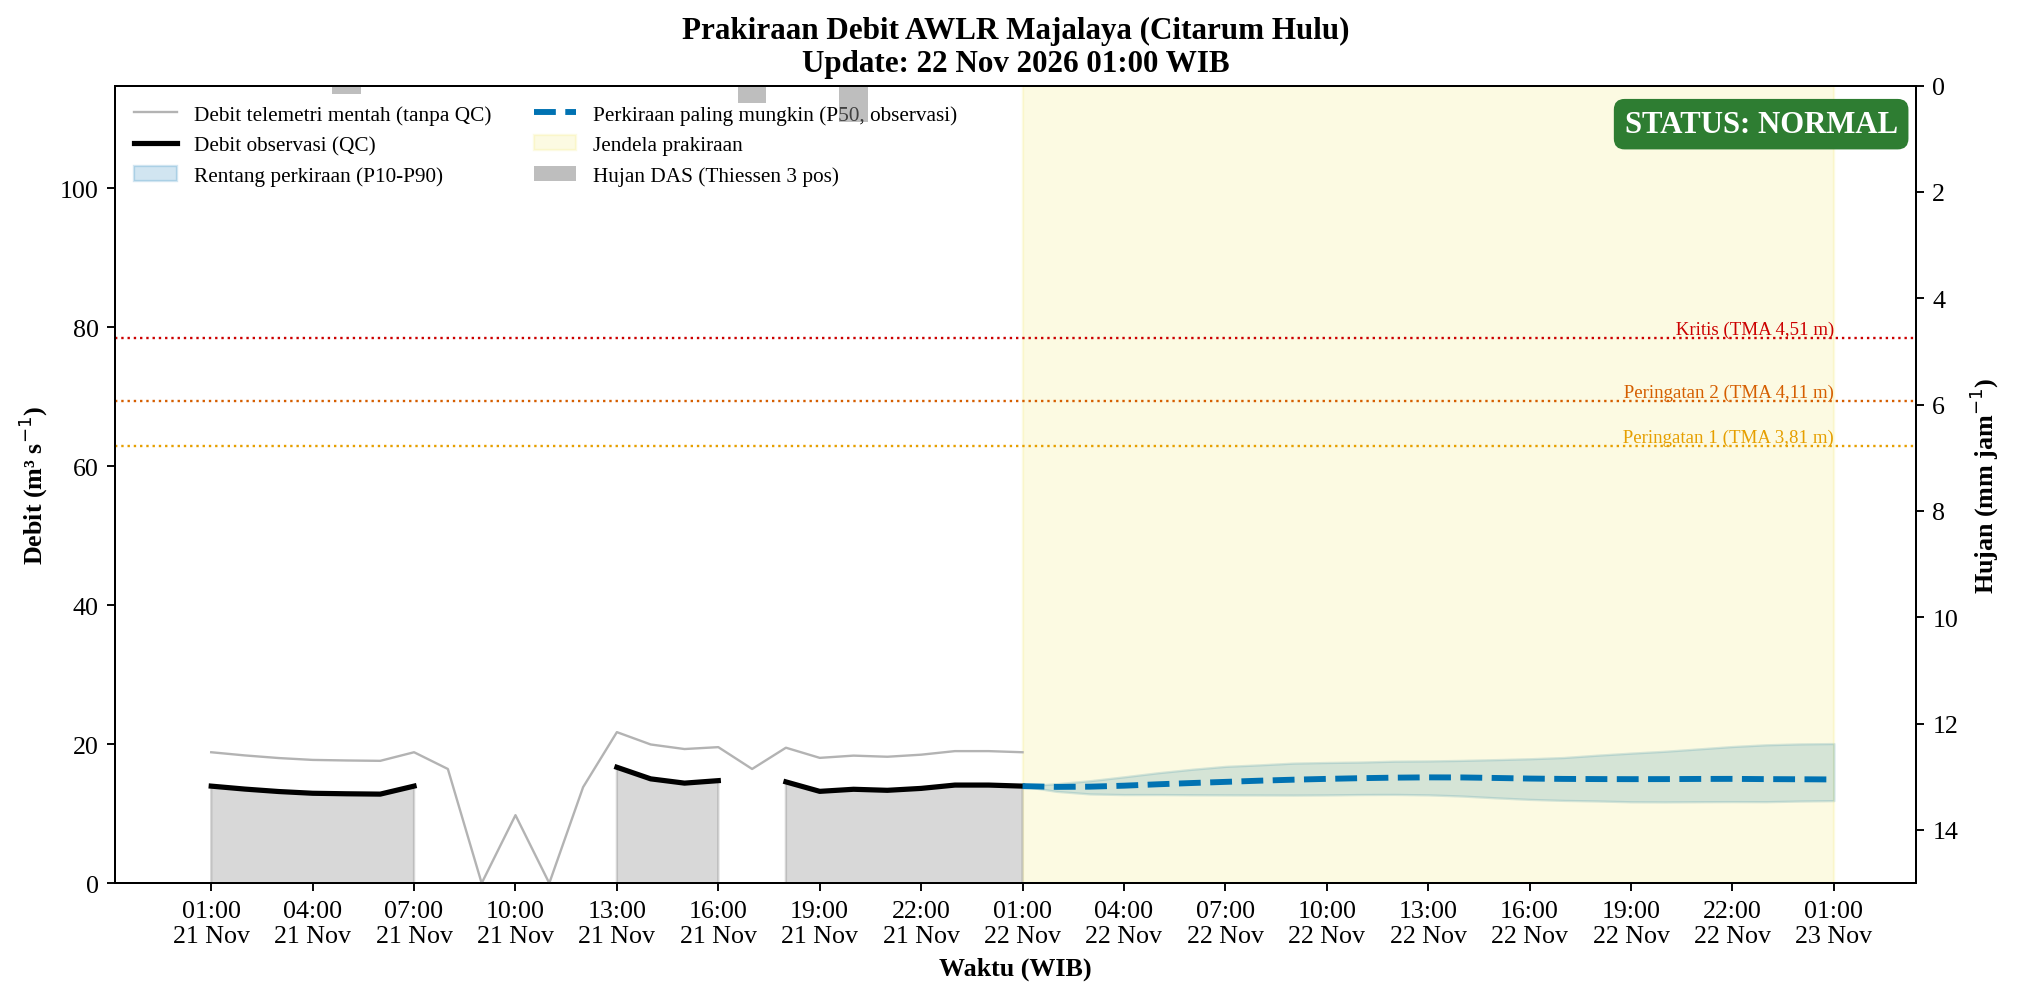 Prakiraan Debit AWLR Majalaya (Citarum Hulu)
Update: 22 Nov 2026 01:00 WIB
Debit telemetri mentah (tanpa QC)
Debit observasi (QC)
Rentang perkiraan (P10-P90)
Perkiraan paling mungkin (P50, observasi)
Jendela prakiraan
Hujan DAS (Thiessen 3 pos)
STATUS: NORMAL
Kritis (TMA 4,51 m)
Peringatan 2 (TMA 4,11 m)
Peringatan 1 (TMA 3,81 m)
Debit (m³ s⁻¹)
100
80
60
40
20
0
Hujan (mm jam⁻¹)
0
2
4
6
8
10
12
14
01:00 04:00 07:00 10:00 13:00 16:00 19:00 22:00 01:00 04:00 07:00 10:00 13:00 16:00 19:00 22:00 01:00
21 Nov 21 Nov 21 Nov 21 Nov 21 Nov 21 Nov 21 Nov 21 Nov 22 Nov 22 Nov 22 Nov 22 Nov 22 Nov 22 Nov 22 Nov 22 Nov 23 Nov
Waktu (WIB)